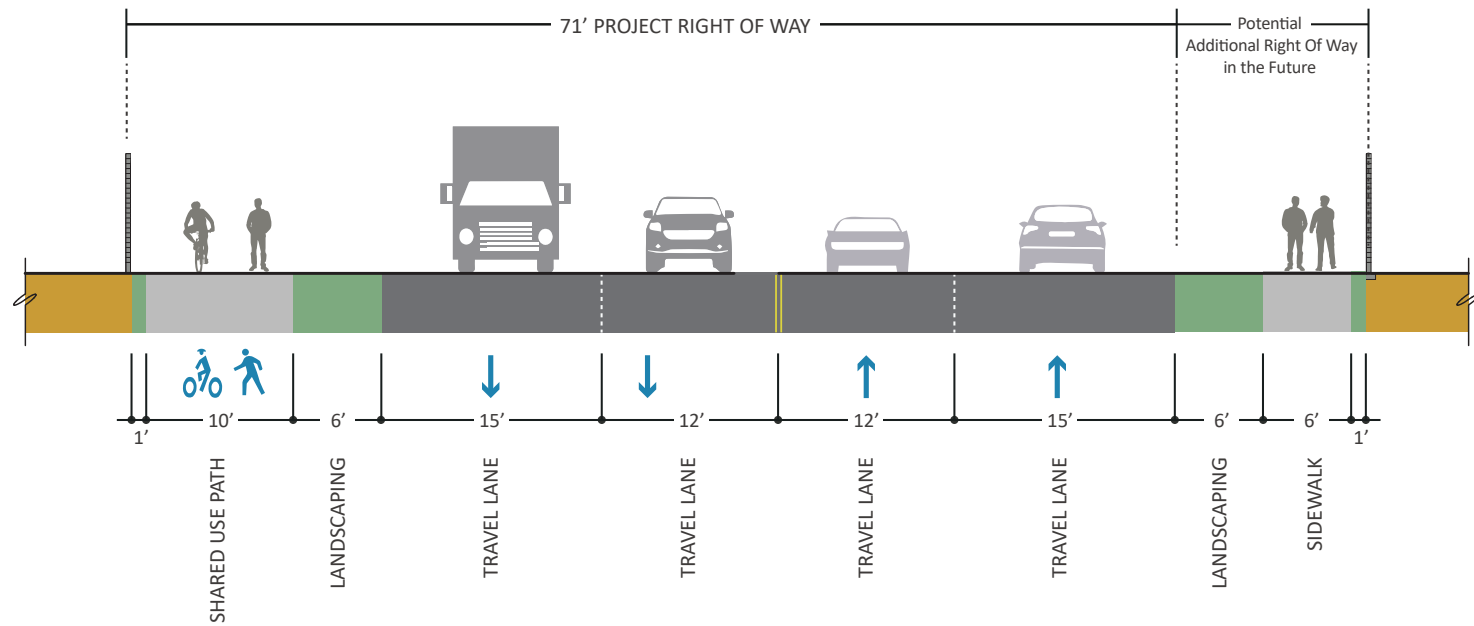 71’ PROJECT RIGHT OF WAY
Potential
Additional Right Of Way
in the Future
1’
10’
6’
15’
12’
12’
15’
6’
6’
1’
SHARED USE PATH
LANDSCAPING
TRAVEL LANE
TRAVEL LANE
TRAVEL LANE
TRAVEL LANE
LANDSCAPING
SIDEWALK